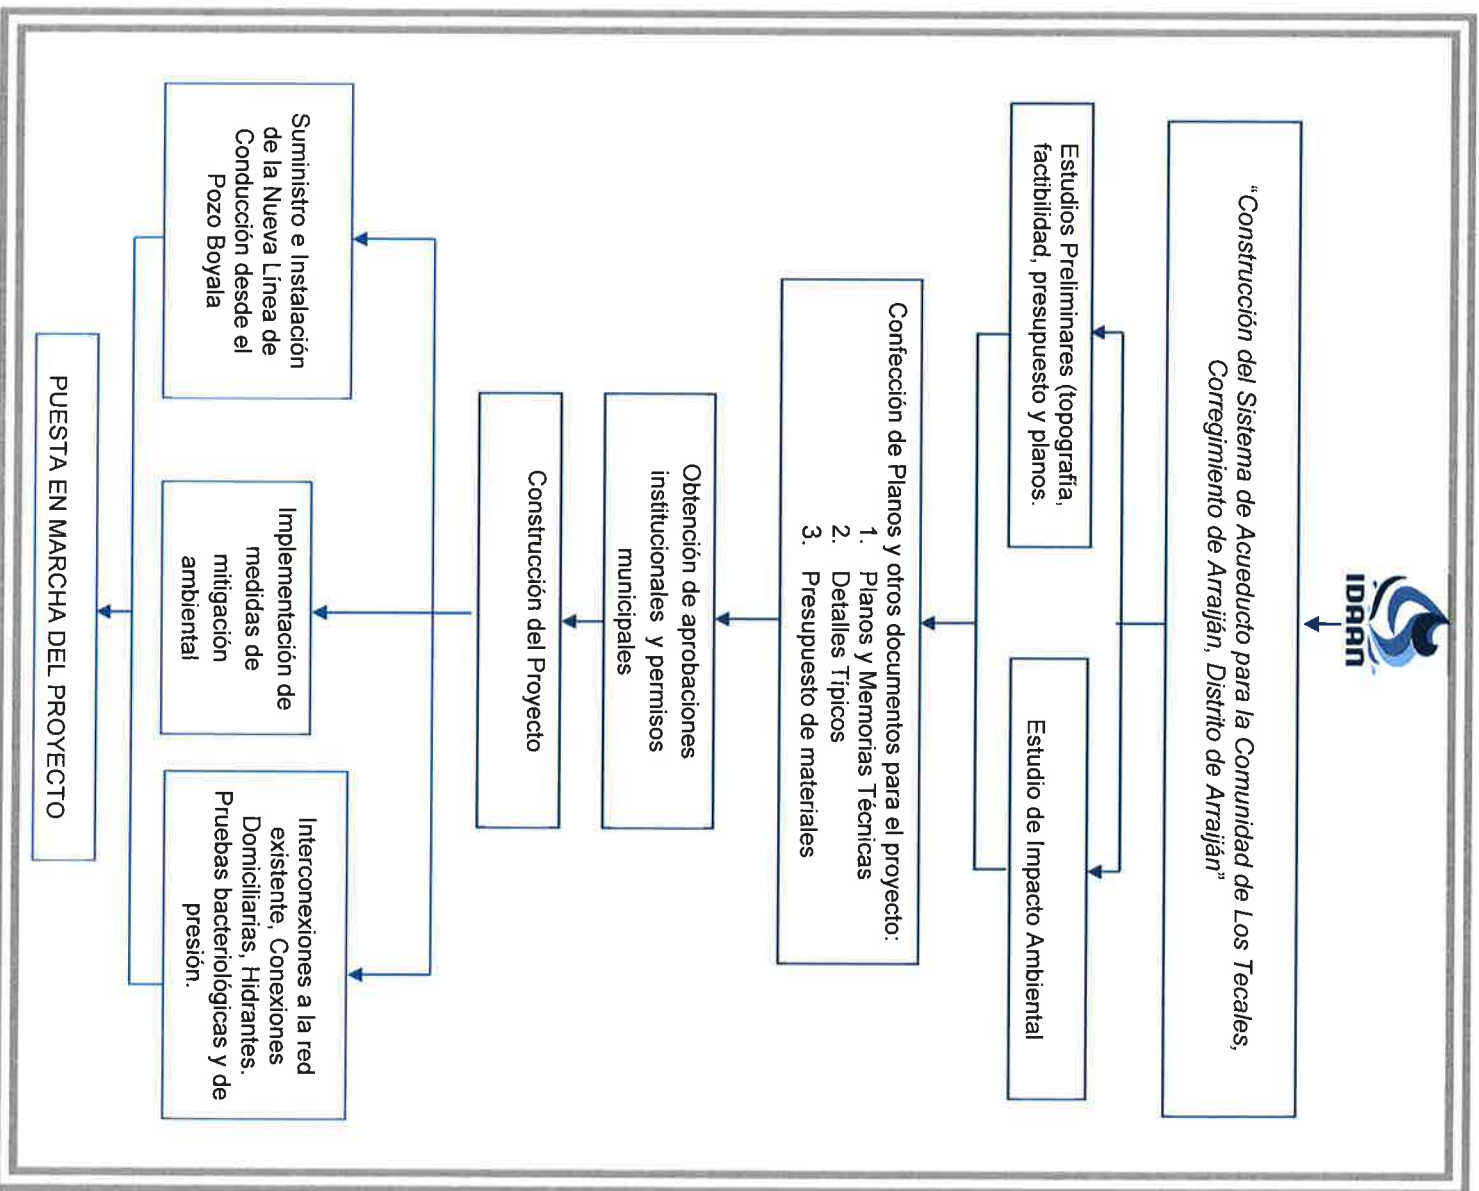 IDAAN
“Construcción del Sistema de Acueducto para la Comunidad de Los Tecales,
Corregimiento de Arraiján, Distrito de Arraiján”
Estudios Preliminares (topografía,
factibilidad, presupuesto y planos.
Estudio de Impacto Ambiental
Confección de Planos y otros documentos para el proyecto:
1. Planos y Memorias Técnicas
2. Detalles Típicos
3. Presupuesto de materiales
Obtención de aprobaciones
institucionales y permisos
municipales
Construcción del Proyecto
Suministro e Instalación
de la Nueva Línea de
Conducción desde el
Pozo Boyala
Implementación de
medidas de
mitigación
ambiental
Interconexiones a la red
existente, Conexiones
Domiciliarias, Hidrantes.
Pruebas bacteriológicas y de
presión.
PUESTA EN MARCHA DEL PROYECTO